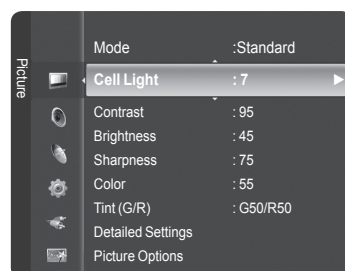 Picture
Mode :Standard
Cell Light : 7
Contrast : 95
Brightness : 45
Sharpness : 75
Color : 55
Tint (G/R) : G50/R50
Detailed Settings
Picture Options